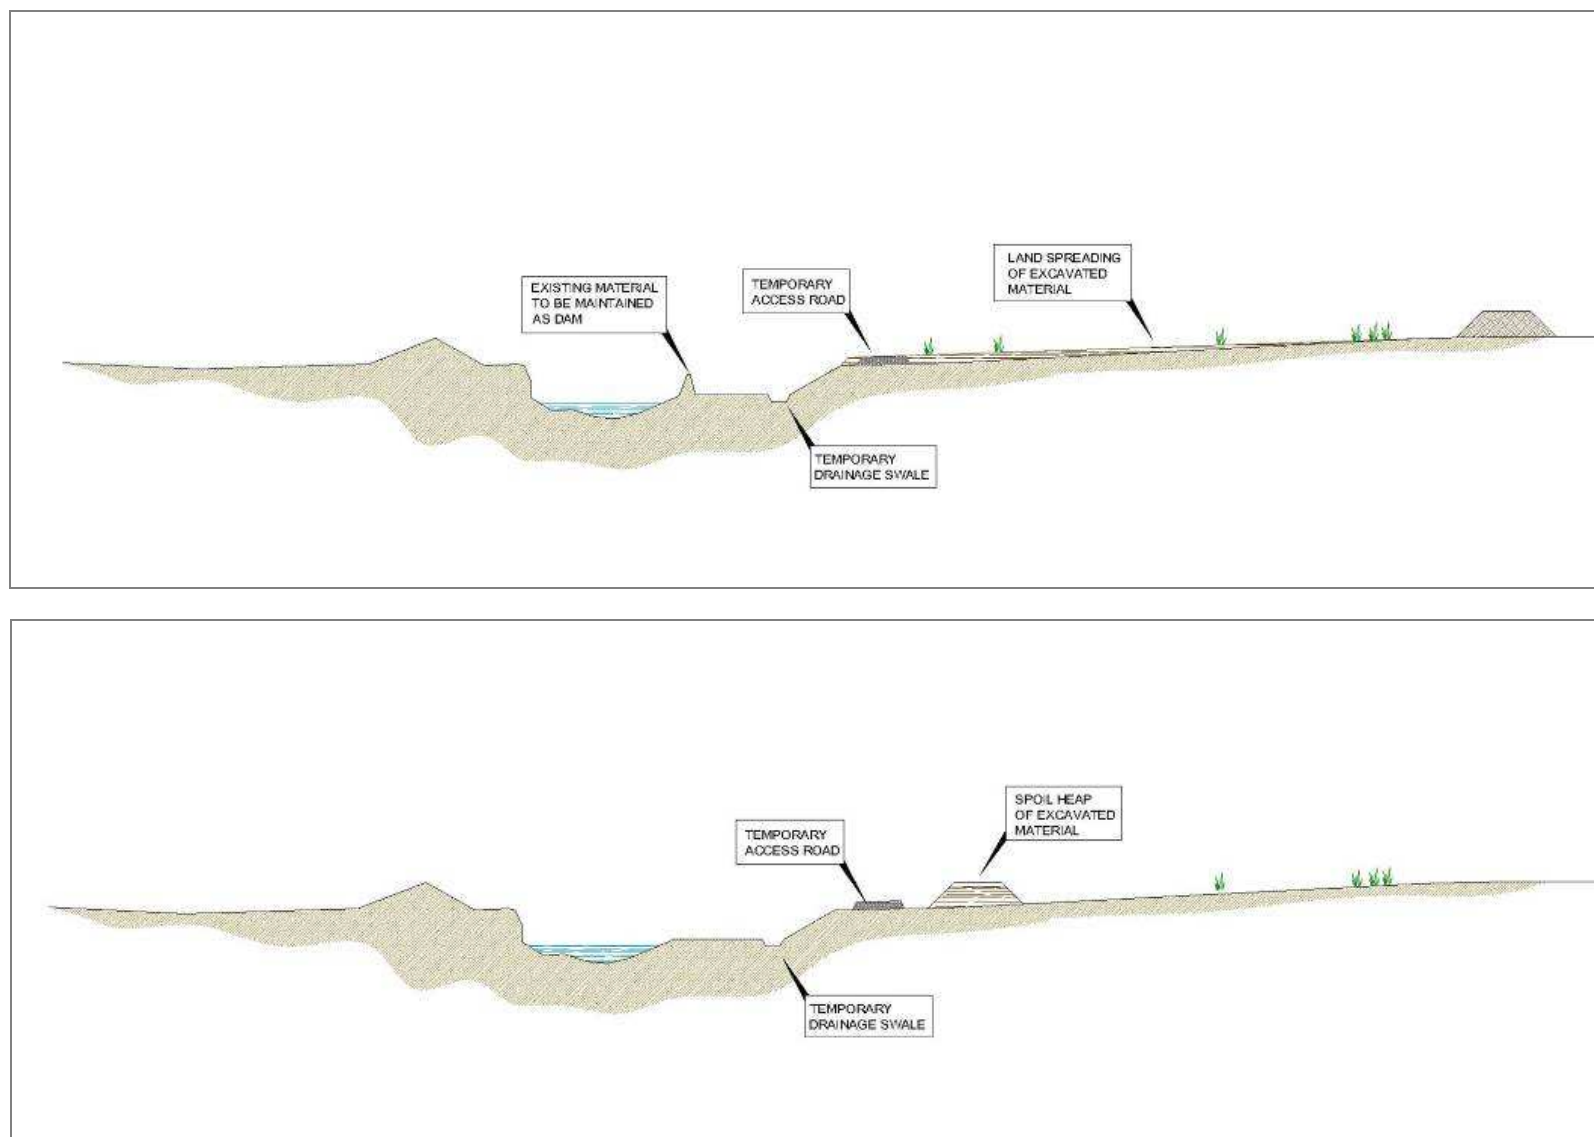 LAND SPREADING
OF EXCAVATED
MATERIAL
TEMPORARY
ACCESS ROAD
EXISTING MATERIAL
TO BE MAINTAINED
AS DAM
TEMPORARY
DRAINAGE SWALE
SPOIL HEAP
OF EXCAVATED
MATERIAL
TEMPORARY
ACCESS ROAD
TEMPORARY
DRAINAGE SWALE